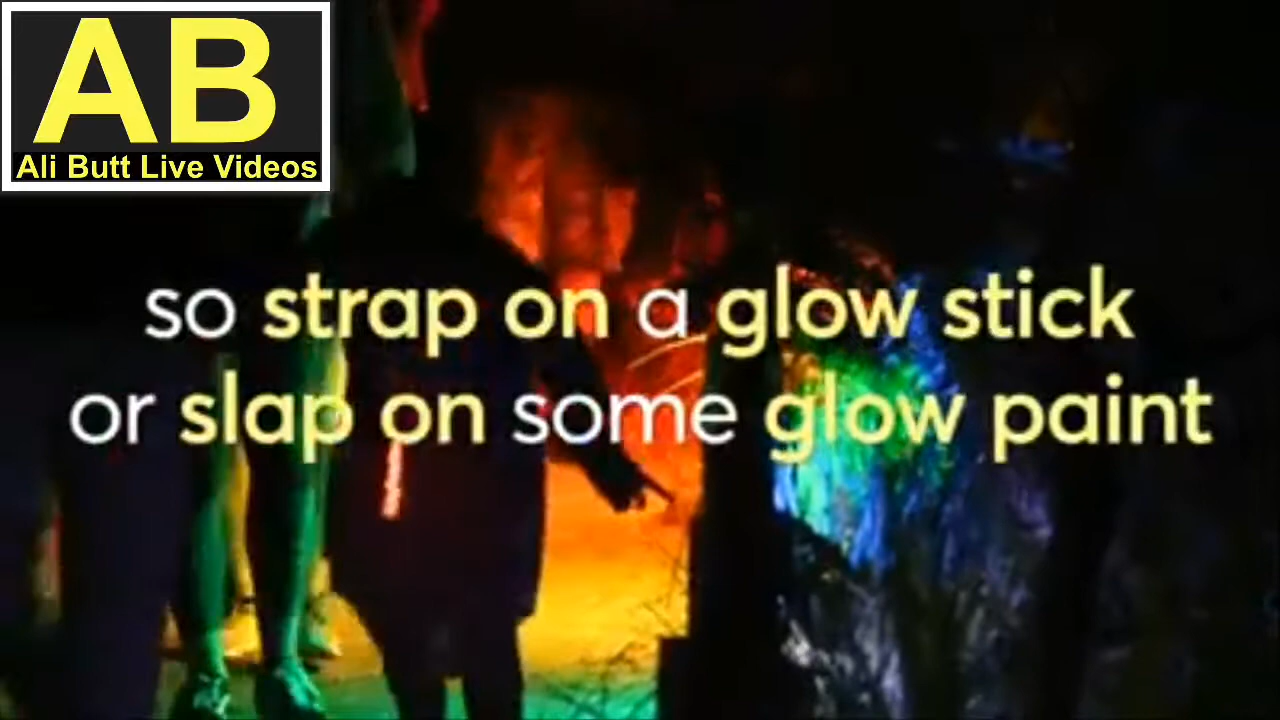 AB
Ali Butt Live Videos
so strap on a glow stick
or slap on some glow paint